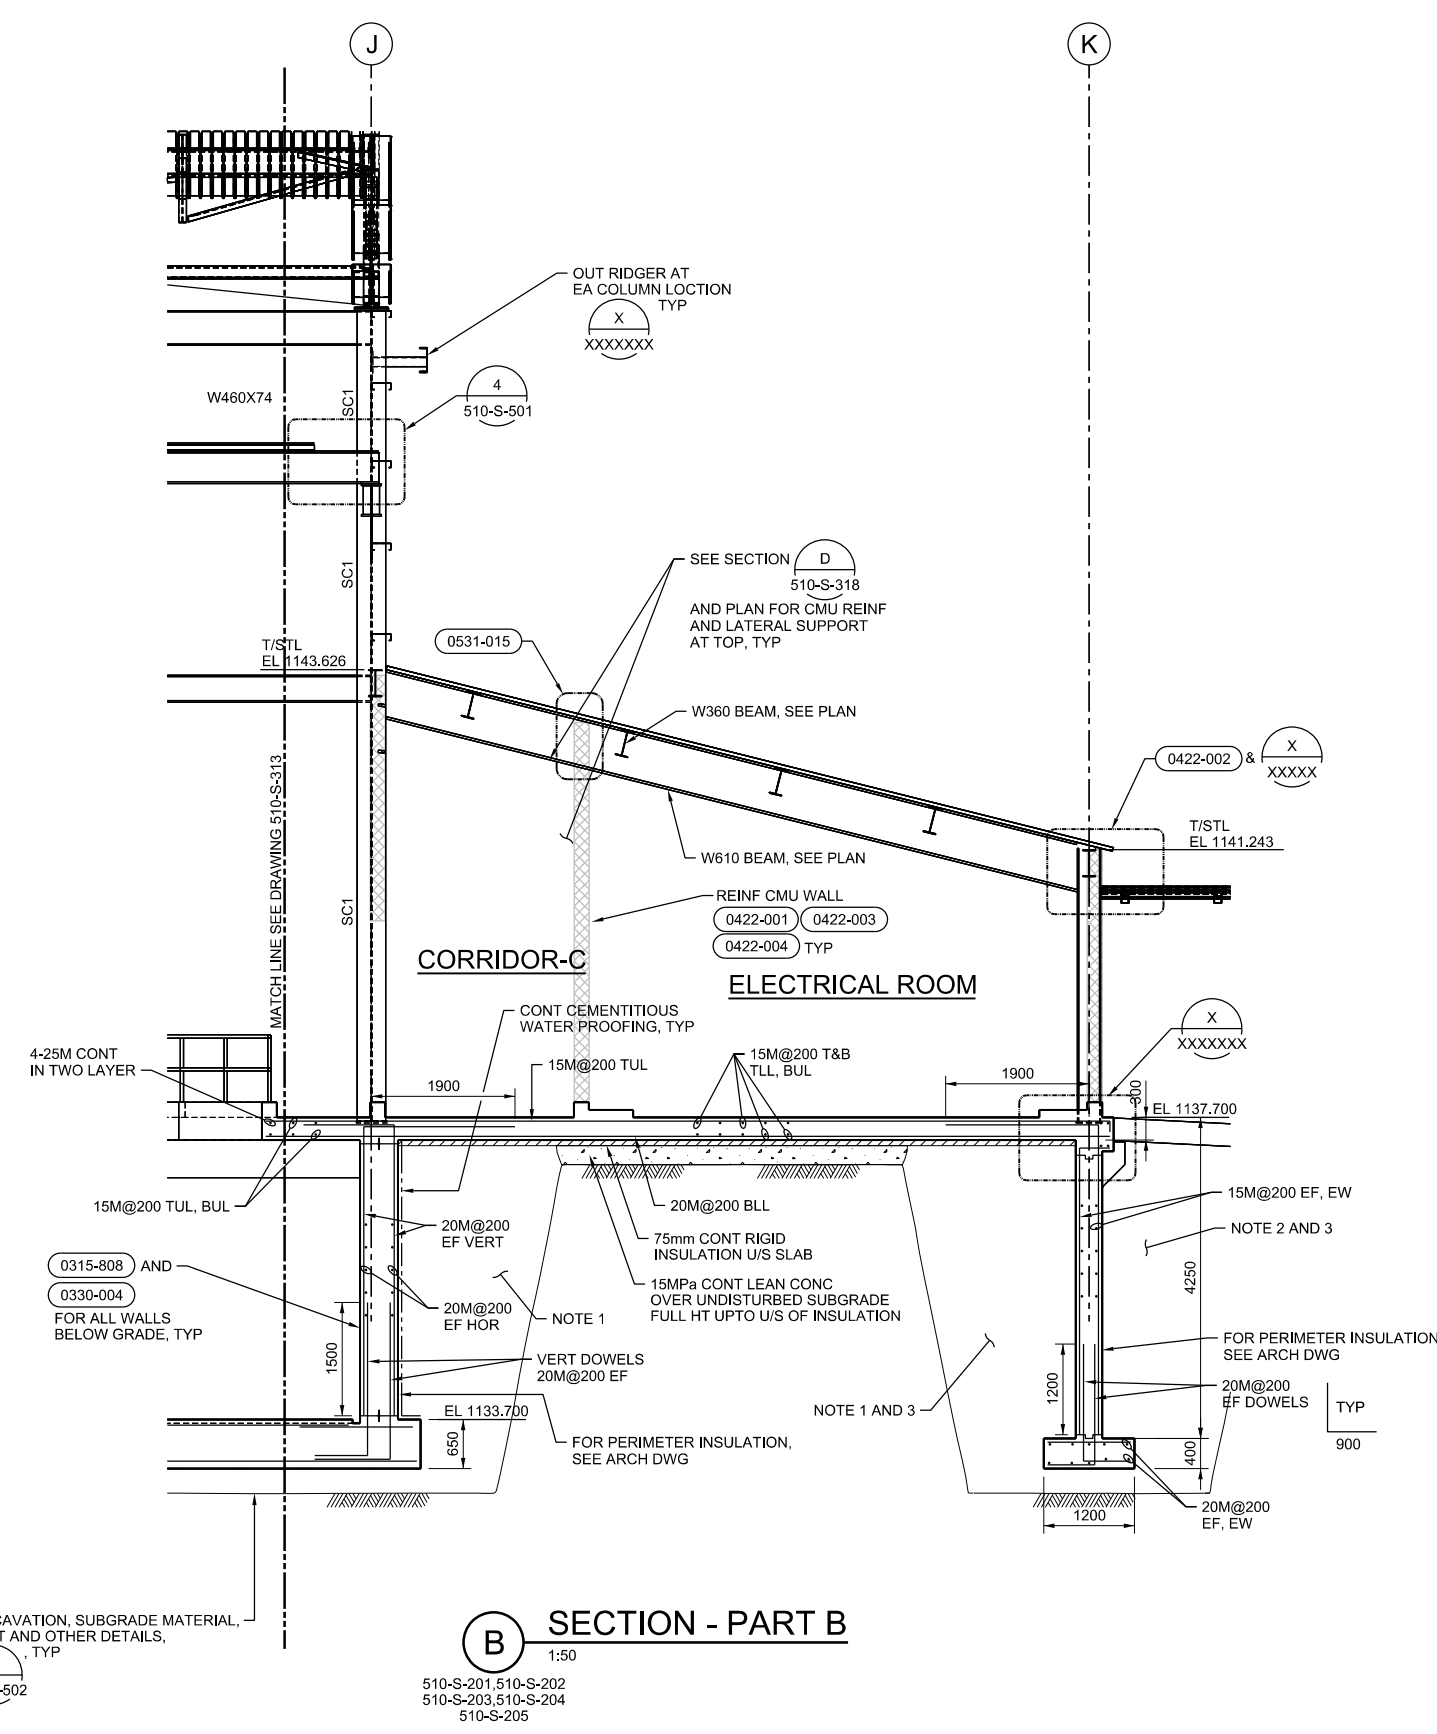 J
K
OUT RIDGER AT
EA COLUMN LOCTION
TYP
X
XXXXXXX
4
510-S-501
W460X74
SC1
SEE SECTION
D
510-S-318
AND PLAN FOR CMU REINF
AND LATERAL SUPPORT
AT TOP, TYP
SC1
0531-015
T/STL
EL 1143.626
W360 BEAM, SEE PLAN
0422-002 &
X
XXXXX
T/STL
EL 1141.243
W610 BEAM, SEE PLAN
MATCH LINE SEE DRAWING 510-S-313
SC1
REINF CMU WALL
0422-001
0422-003
0422-004
TYP
CORRIDOR-C
ELECTRICAL ROOM
CONT CEMENTITIOUS
WATER PROOFING, TYP
X
XXXXXXX
4-25M CONT
IN TWO LAYER
15M@200 TUL
15M@200 T&B
TLL, BUL
1900
1900
300
EL 1137.700
15M@200 TUL, BUL
20M@200
EF VERT
20M@200 BLL
15M@200 EF, EW
NOTE 2 AND 3
75mm CONT RIGID
INSULATION U/S SLAB
0315-808 AND
0330-004
FOR ALL WALLS
BELOW GRADE, TYP
15MPa CONT LEAN CONC
OVER UNDISTURBED SUBGRADE
FULL HT UPTO U/S OF INSULATION
4250
20M@200
EF HOR
NOTE 1
1500
VERT DOWELS
20M@200 EF
FOR PERIMETER INSULATION
SEE ARCH DWG
1200
20M@200
EF DOWELS
TYP
900
EL 1133.700
NOTE 1 AND 3
650
FOR PERIMETER INSULATION,
SEE ARCH DWG
400
1200
20M@200
EF, EW
CAVATION, SUBGRADE MATERIAL,
T AND OTHER DETAILS,
, TYP
-502
B
SECTION - PART B
1:50
510-S-201,510-S-202
510-S-203,510-S-204
510-S-205